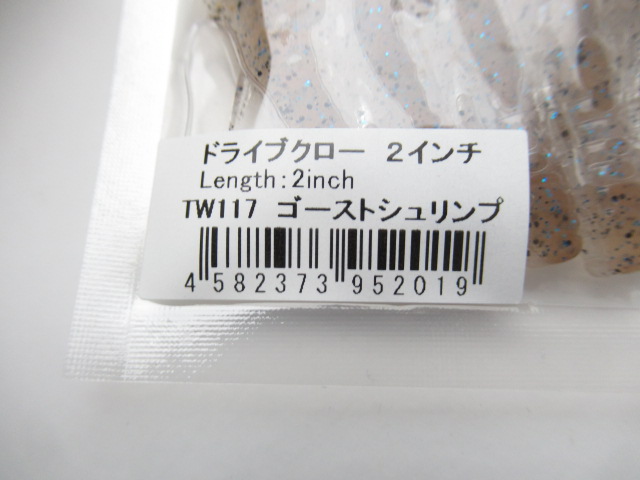 ドライブクロー 2インチ
Length:2inch
TW117 ゴーストシュリンプ
4 582373 952019